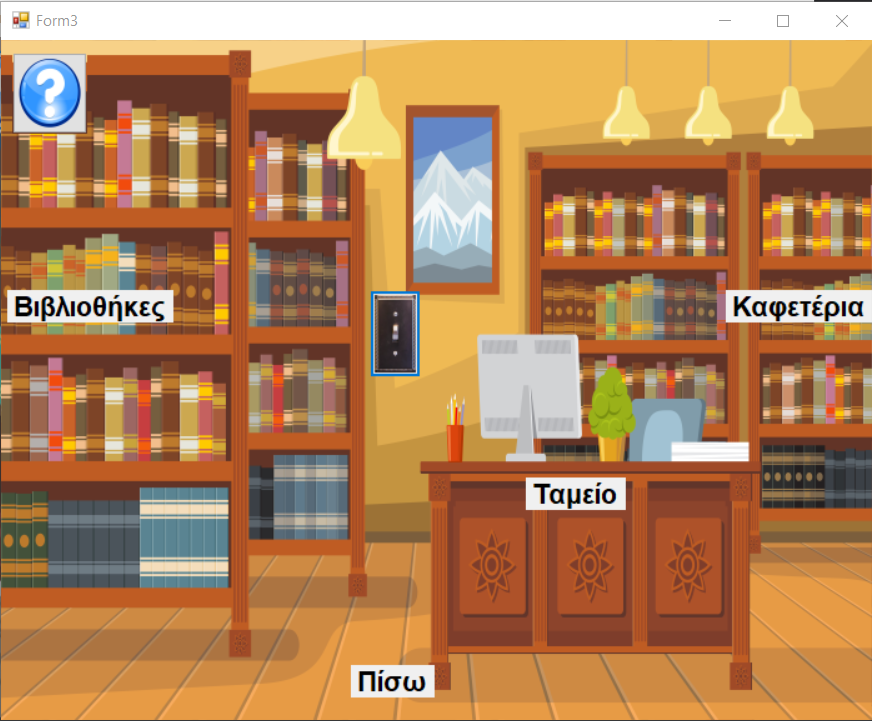 Form3
?
Βιβλιοθήκες
Καφετέρια
Ταμείο
Πίσω